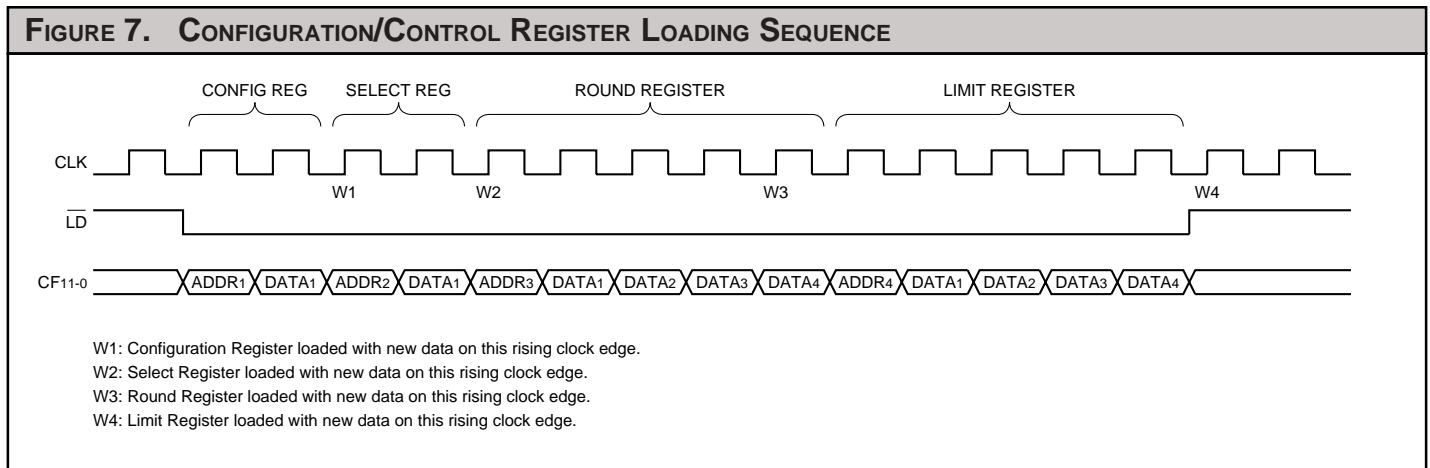 FIGURE 7. CONFIGURATION/CONTROL REGISTER LOADING SEQUENCE
CONFIG REG SELECT REG ROUND REGISTER LIMIT REGISTER
CLK
W1 W2 W3 W4
LD
CF11-0 ADDR1 DATA1 ADDR2 DATA1 ADDR3 DATA1 DATA2 DATA3 DATA4 ADDR4 DATA1 DATA2 DATA3 DATA4
W1: Configuration Register loaded with new data on this rising clock edge.
W2: Select Register loaded with new data on this rising clock edge.
W3: Round Register loaded with new data on this rising clock edge.
W4: Limit Register loaded with new data on this rising clock edge.